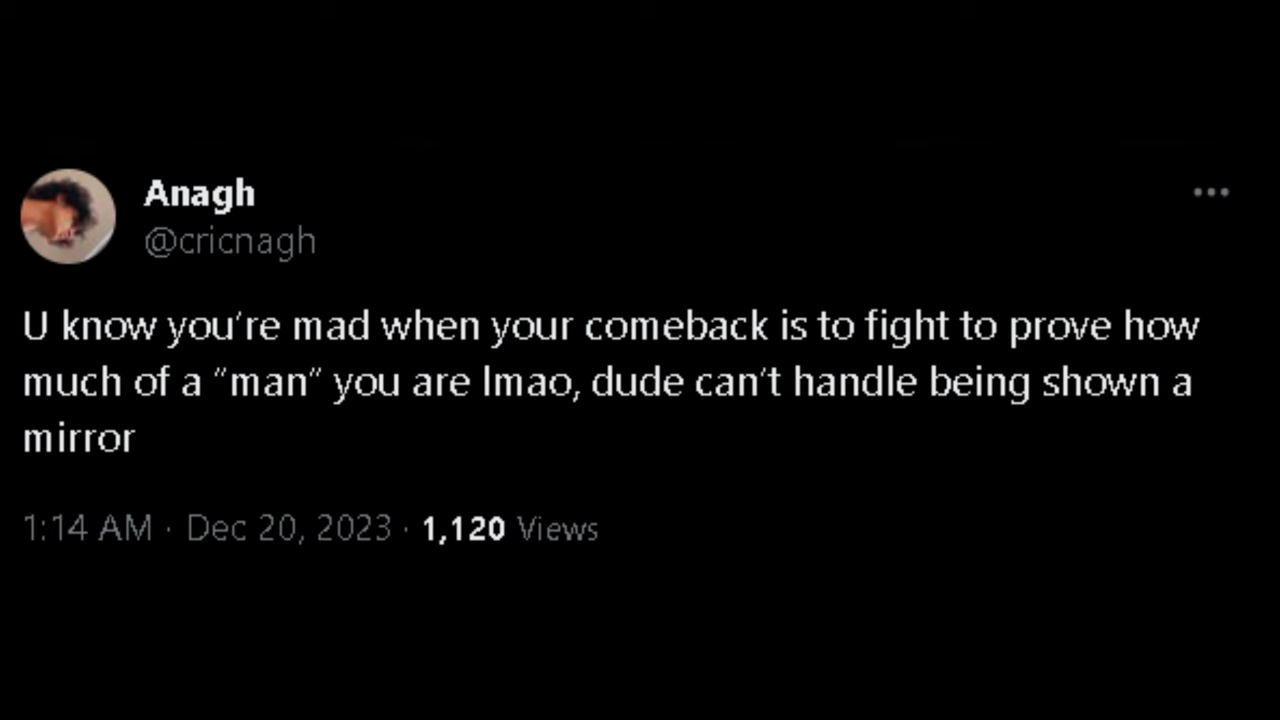 Anagh
@cricnagh
U know you’re mad when your comeback is to fight to prove how
much of a “man” you are lmao, dude can’t handle being shown a
mirror
1:14 AM · Dec 20, 2023 · 1,120 Views